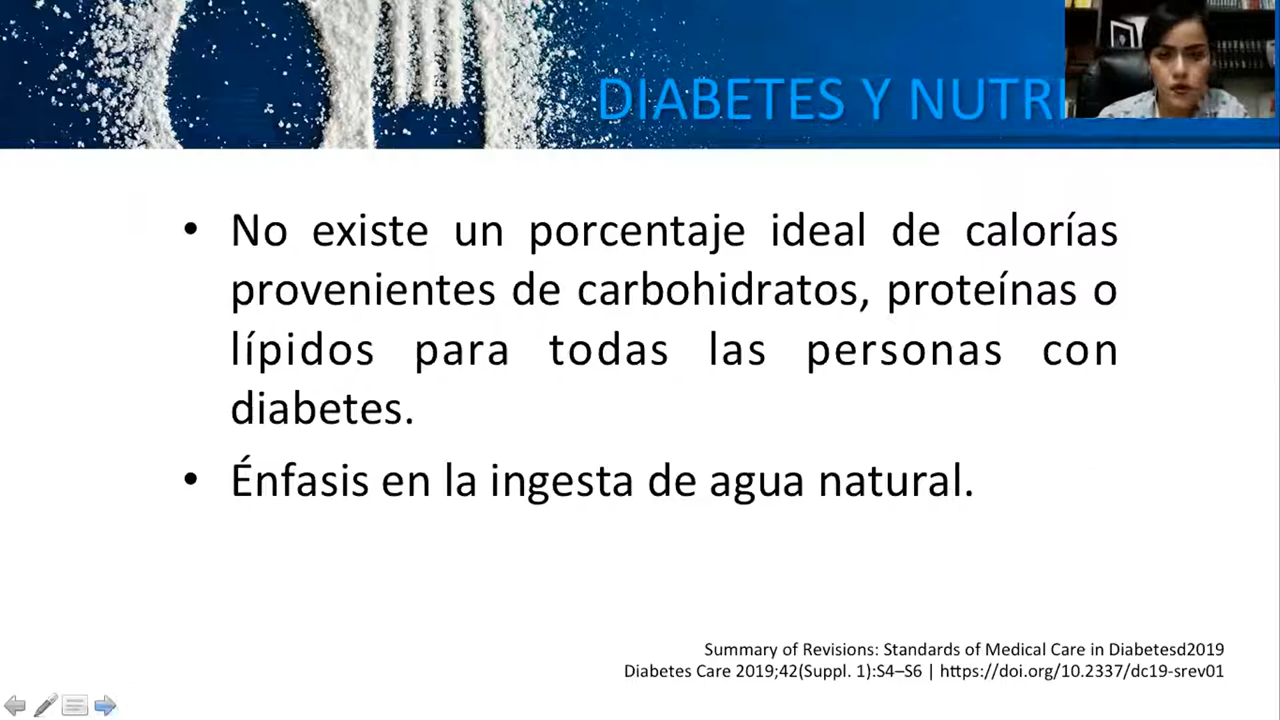 DIABETES Y
• No existe un porcentaje ideal de calorías
provenientes de carbohidratos, proteínas o
lípidos para todas las personas con
diabetes.
• Énfasis en la ingesta de agua natural.
Summary of Revisions: Standards of Medical Care in Diabetesd2019
Diabetes Care 2019;42(Suppl. 1):S4–S6 | https://doi.org/10.2337/dc19-srev01